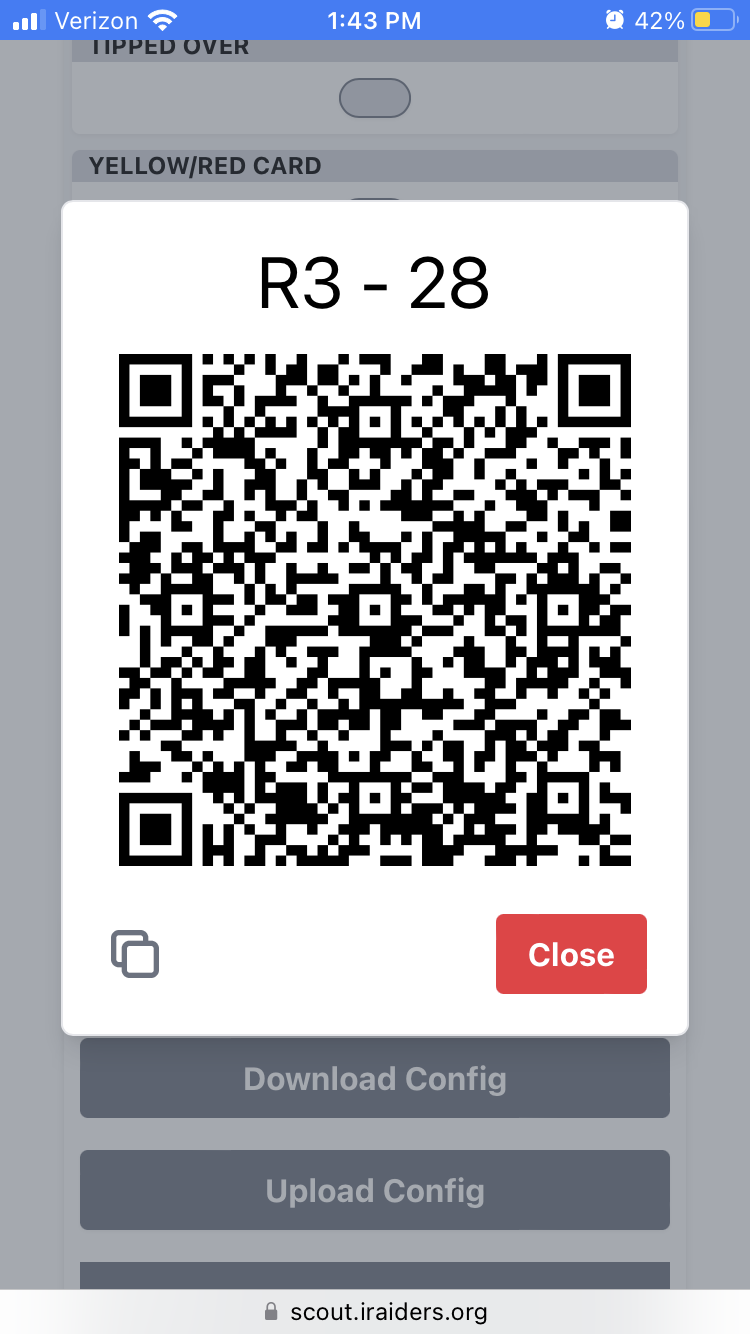 Verizon 1:43 PM 42%
TIPPED OVER
YELLOW/RED CARD
R3 - 28
Close
Download Config
Upload Config
scout.iraiders.org